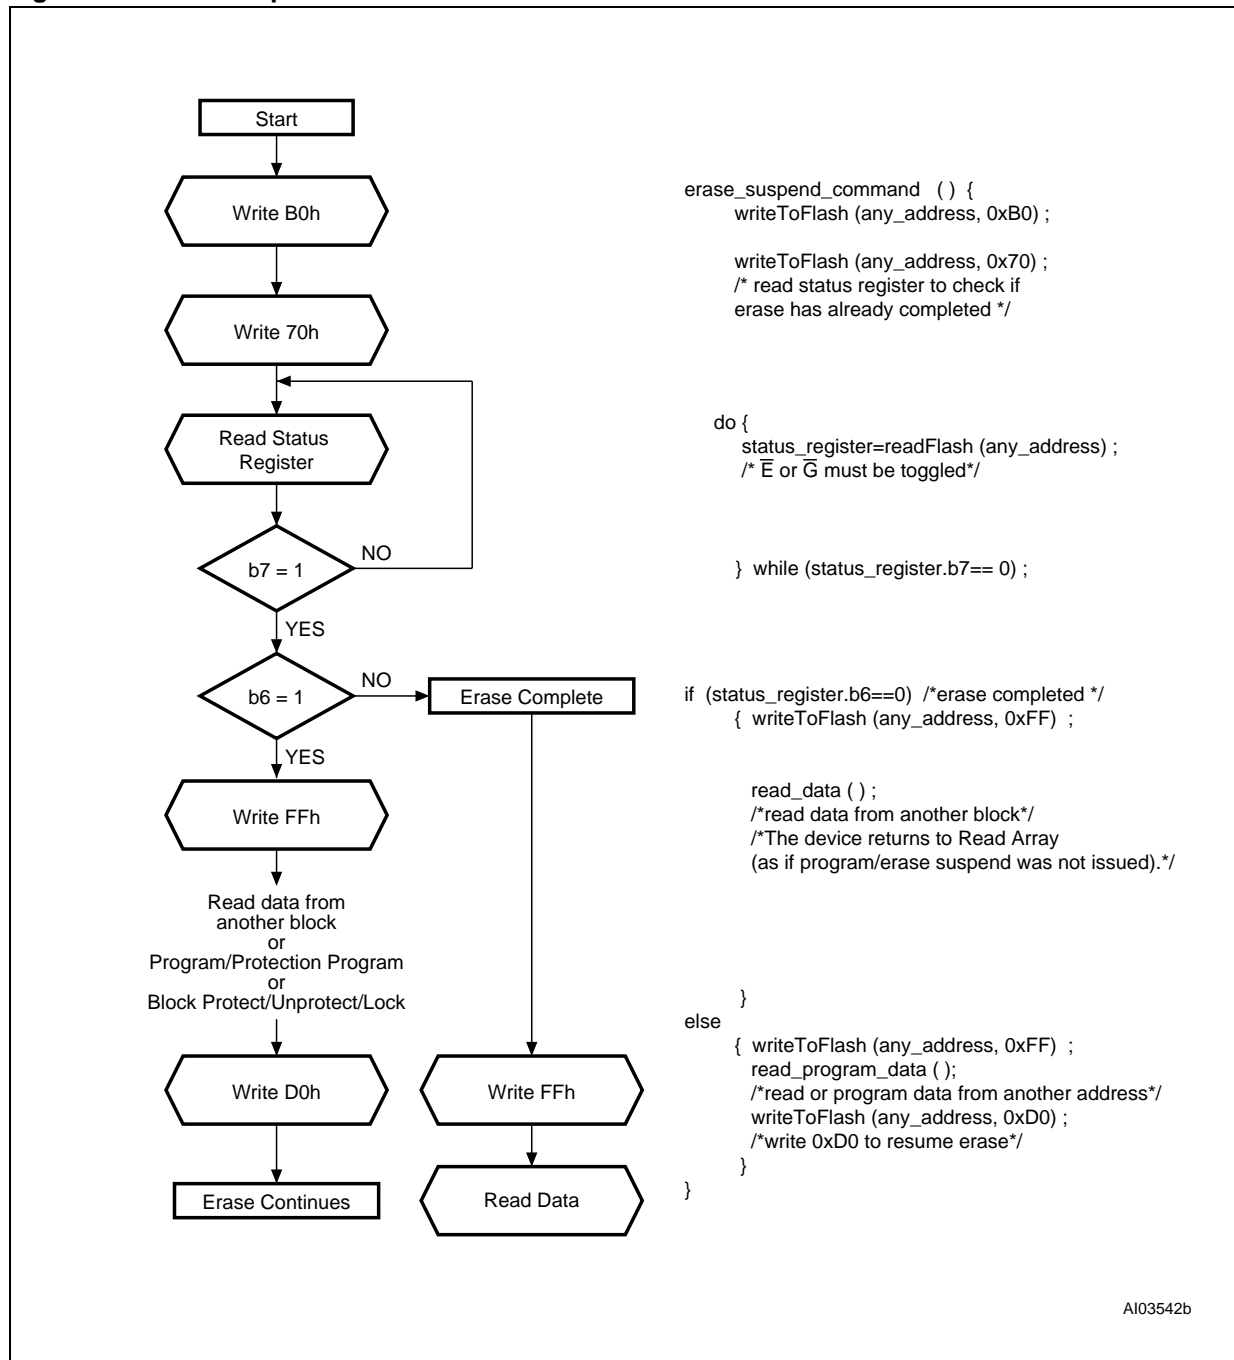 Start
Write B0h
Write 70h
Read Status
Register
NO
b7 = 1
YES
NO
b6 = 1
Erase Complete
YES
Write FFh
Read data from
another block
or
Program/Protection Program
or
Block Protect/Unprotect/Lock
Write D0h
Write FFh
Erase Continues
Read Data
erase_suspend_command ( ) {
writeToFlash (any_address, 0xB0) ;
writeToFlash (any_address, 0x70) ;
/* read status register to check if
erase has already completed */
do {
status_register=readFlash (any_address) ;
/* E̅ or G̅ must be toggled*/
} while (status_register.b7== 0) ;
if (status_register.b6==0) /*erase completed */
{ writeToFlash (any_address, 0xFF) ;
read_data ( ) ;
/*read data from another block*/
/*The device returns to Read Array
(as if program/erase suspend was not issued).*/
}
else
{ writeToFlash (any_address, 0xFF) ;
read_program_data ( );
/*read or program data from another address*/
writeToFlash (any_address, 0xD0) ;
/*write 0xD0 to resume erase*/
}
}
AI03542b